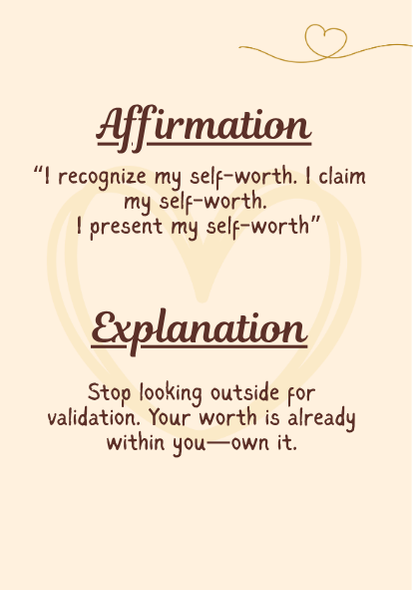 Affirmation
“I recognize my self-worth. I claim
my self-worth.
I present my self-worth”
Explanation
Stop looking outside for
validation. Your worth is already
within you—own it.